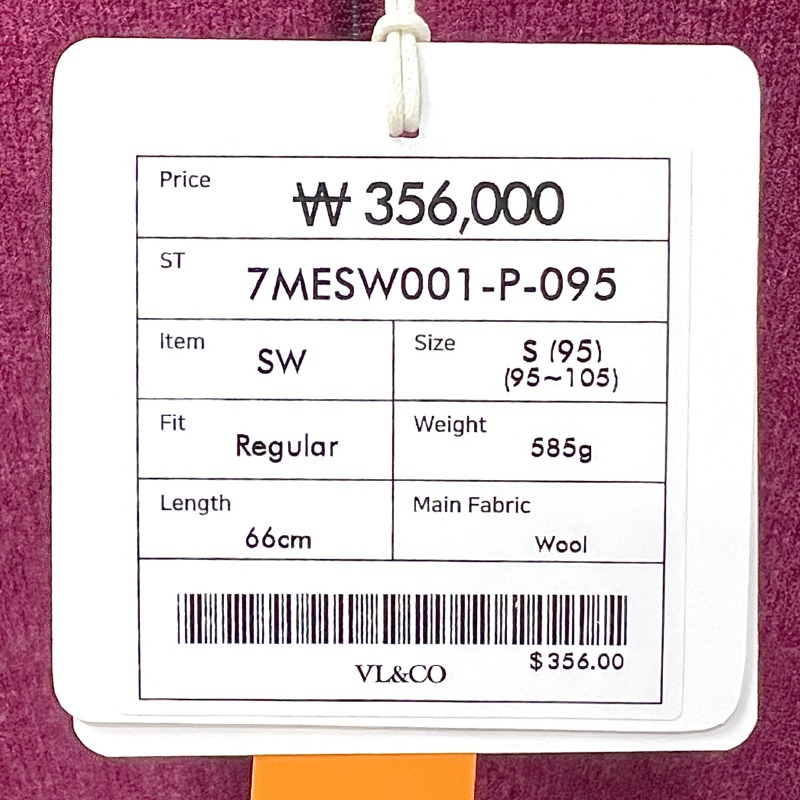 Price
₩ 356,000
ST
7MESW001-P-095
Item
SW
Size
S (95)
(95~105)
Fit
Regular
Weight
585g
Length
66cm
Main Fabric
Wool
$356.00
VL&CO